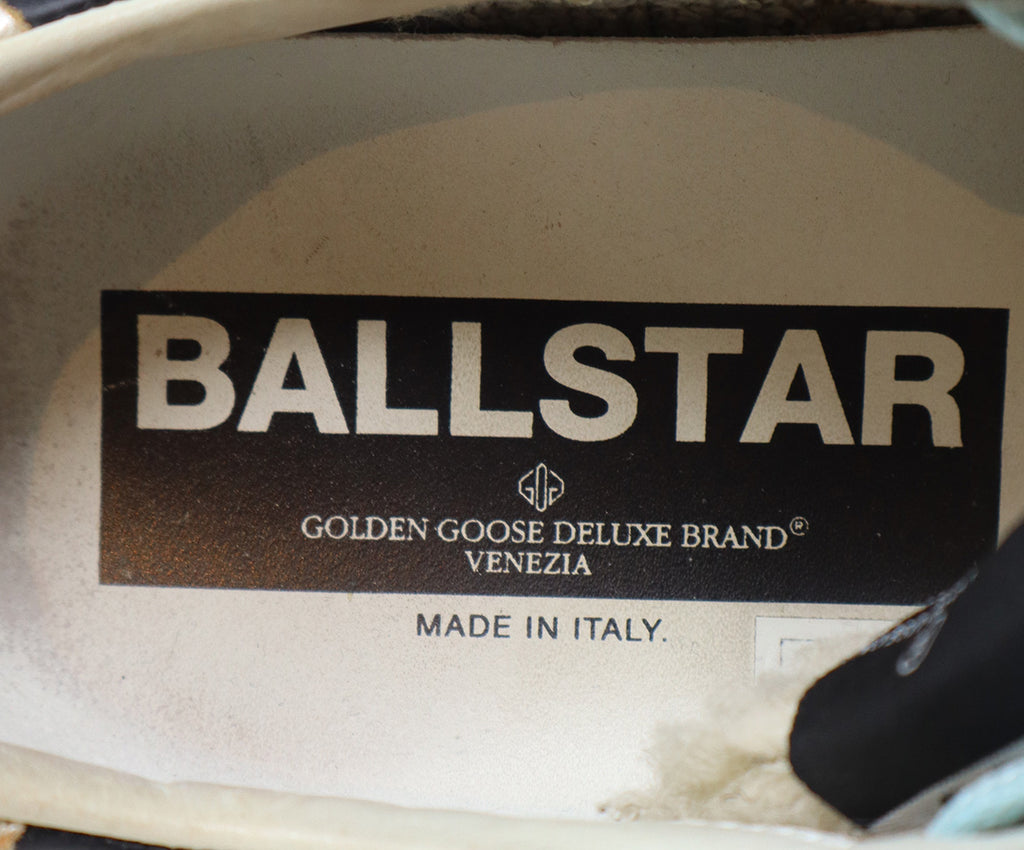 BALLSTAR
GOLDEN GOOSE DELUXE BRAND®
VENEZIA
MADE IN ITALY.